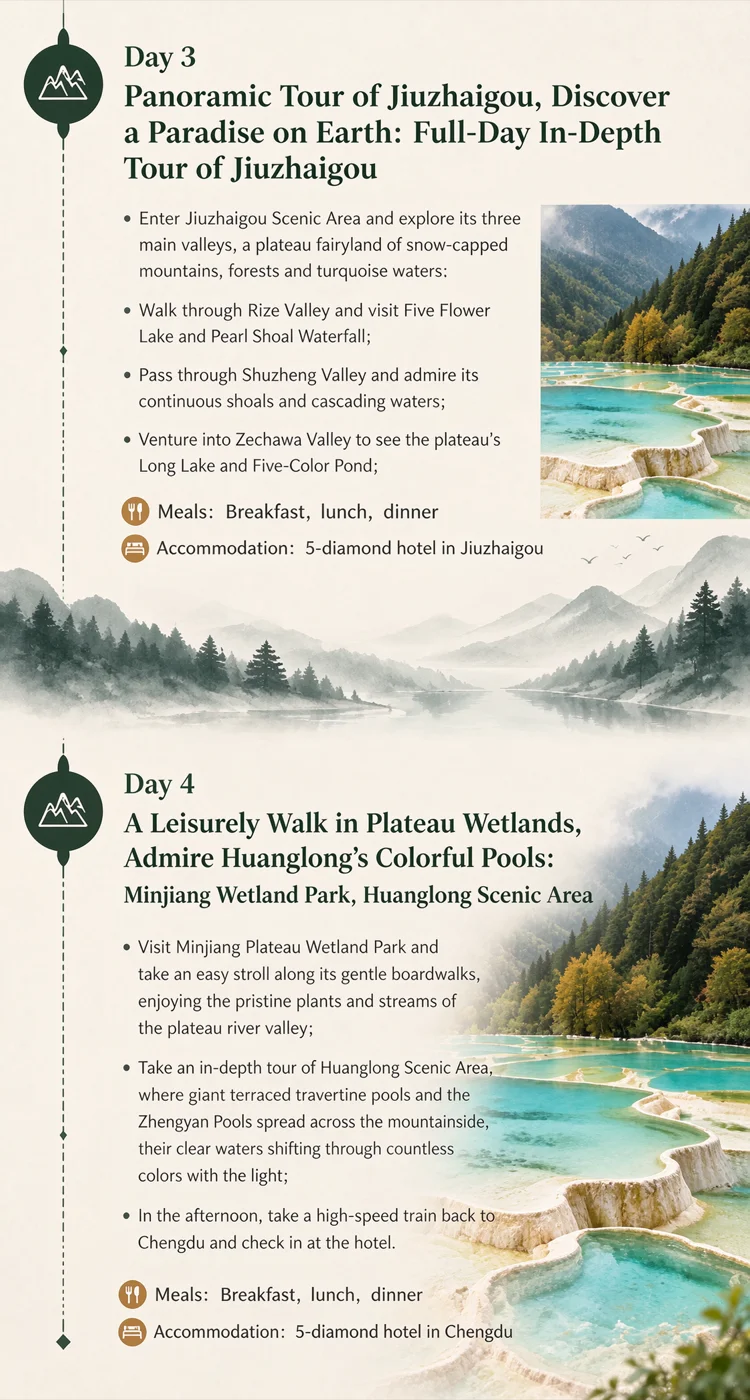 Day 3
Panoramic Tour of Jiuzhaigou, Discover
a Paradise on Earth: Full-Day In-Depth
Tour of Jiuzhaigou
• Enter Jiuzhaigou Scenic Area and explore its three
main valleys, a plateau fairyland of snow-capped
mountains, forests and turquoise waters:
• Walk through Rize Valley and visit Five Flower
Lake and Pearl Shoal Waterfall;
• Pass through Shuzheng Valley and admire its
continuous shoals and cascading waters;
• Venture into Zechawa Valley to see the plateau’s
Long Lake and Five-Color Pond;
Meals: Breakfast, lunch, dinner
Accommodation: 5-diamond hotel in Jiuzhaigou
Day 4
A Leisurely Walk in Plateau Wetlands,
Admire Huanglong’s Colorful Pools:
Minjiang Wetland Park, Huanglong Scenic Area
• Visit Minjiang Plateau Wetland Park and
take an easy stroll along its gentle boardwalks,
enjoying the pristine plants and streams of
the plateau river valley;
• Take an in-depth tour of Huanglong Scenic Area,
where giant terraced travertine pools and the
Zhengyan Pools spread across the mountainside,
their clear waters shifting through countless
colors with the light;
• In the afternoon, take a high-speed train back to
Chengdu and check in at the hotel.
Meals: Breakfast, lunch, dinner
Accommodation: 5-diamond hotel in Chengdu